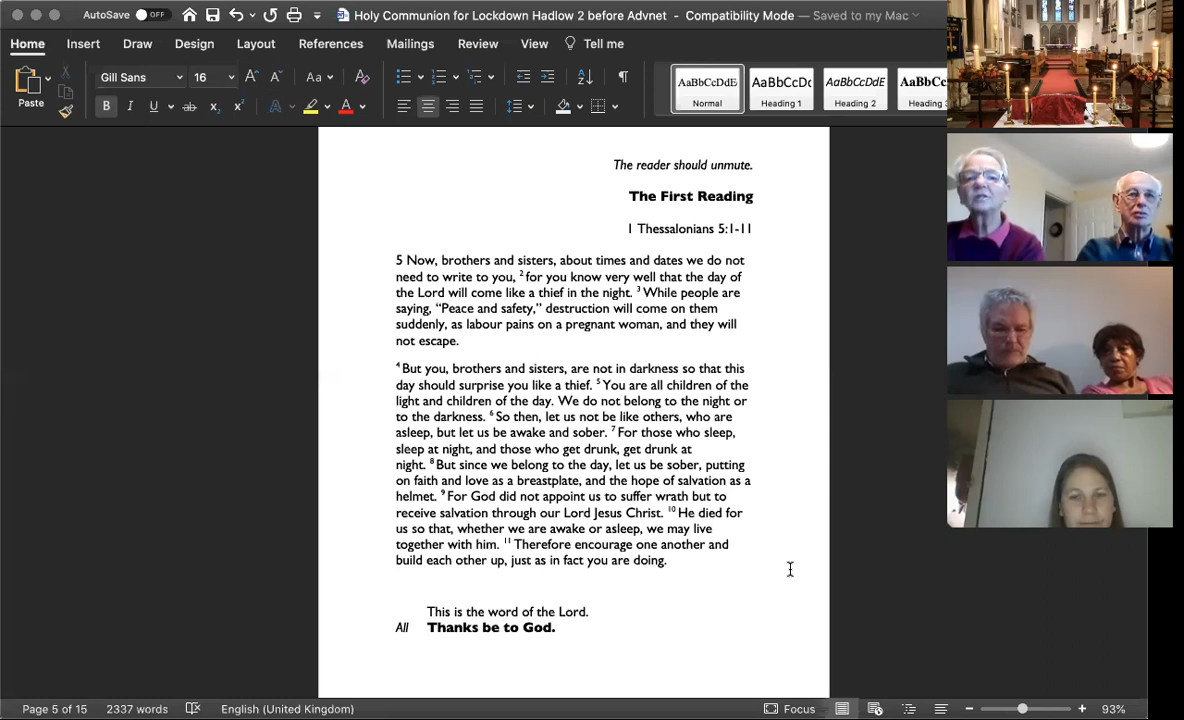 AutoSave OFF Holy Communion for Lockdown Hadlow 2 before Advnet - Compatibility Mode — Saved to my Mac
Home Insert Draw Design Layout References Mailings Review View Tell me
Paste
Gill Sans 16 Aa
B I U ab x2 x2 A A
AaBbCcDdE
Normal
AaBbCcDc
Heading 1
AaBbCcDdE
Heading 2
AaBbCc
Heading
The reader should unmute.
The First Reading
1 Thessalonians 5:1-11
5 Now, brothers and sisters, about times and dates we do not
need to write to you, 2 for you know very well that the day of
the Lord will come like a thief in the night. 3 While people are
saying, “Peace and safety,” destruction will come on them
suddenly, as labour pains on a pregnant woman, and they will
not escape.
4 But you, brothers and sisters, are not in darkness so that this
day should surprise you like a thief. 5 You are all children of the
light and children of the day. We do not belong to the night or
to the darkness. 6 So then, let us not be like others, who are
asleep, but let us be awake and sober. 7 For those who sleep,
sleep at night, and those who get drunk, get drunk at
night. 8 But since we belong to the day, let us be sober, putting
on faith and love as a breastplate, and the hope of salvation as a
helmet. 9 For God did not appoint us to suffer wrath but to
receive salvation through our Lord Jesus Christ. 10 He died for
us so that, whether we are awake or asleep, we may live
together with him. 11 Therefore encourage one another and
build each other up, just as in fact you are doing.
This is the word of the Lord.
All Thanks be to God.
Page 5 of 15 2337 words English (United Kingdom) Focus 93%